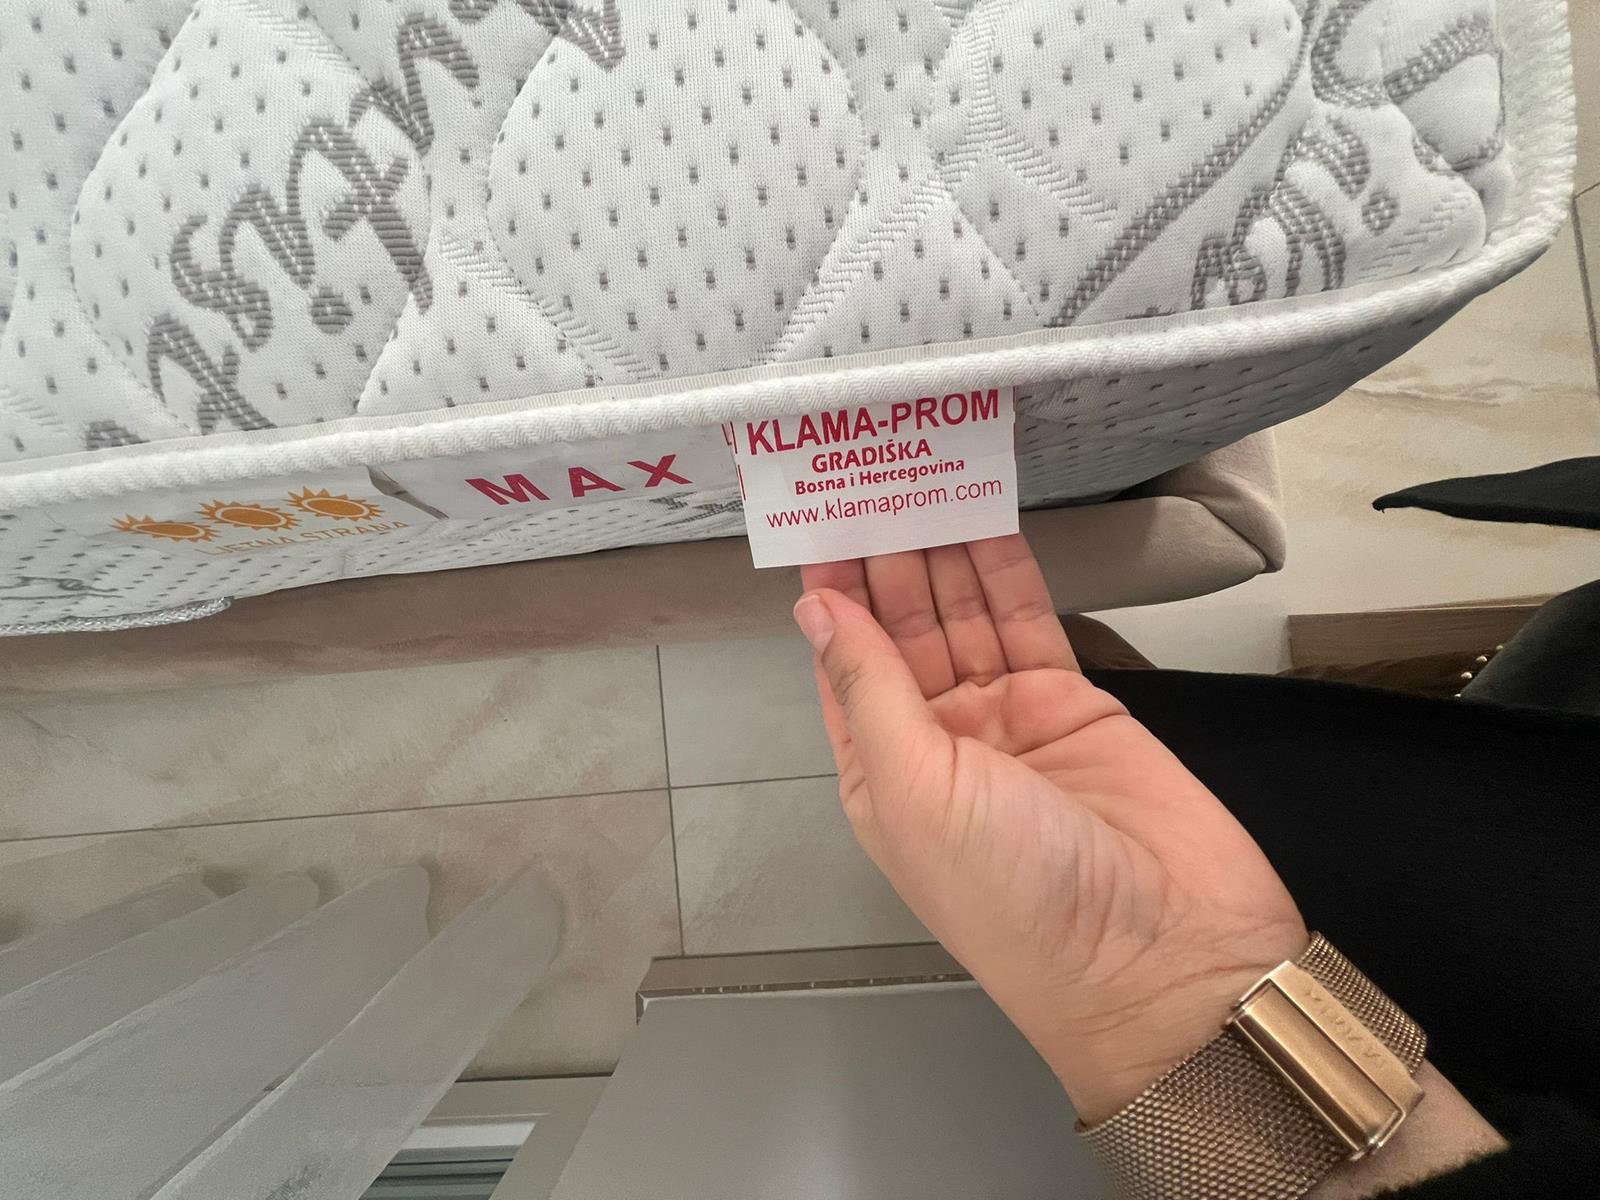 KLAMA-PROM
GRADIŠKA
Bosna i Hercegovina
www.klamaprom.com
MAX
LJETNA STRANA